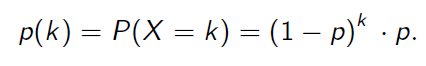 p(k) = P(X = k) = (1 − p)^k · p.